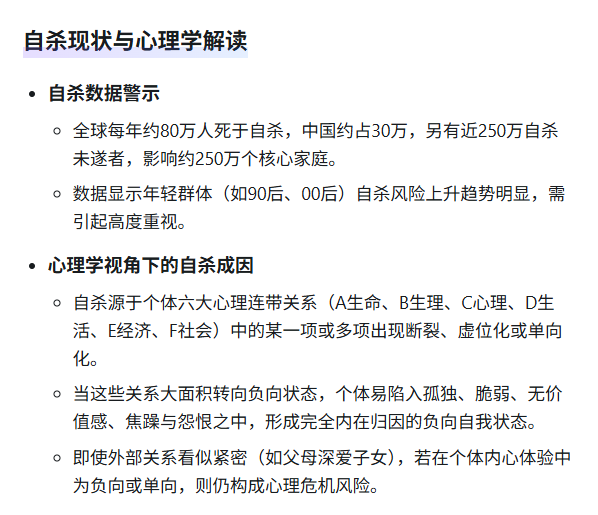 自杀现状与心理学解读
• 自杀数据警示
○ 全球每年约80万人死于自杀，中国约占30万，另有近250万自杀
未遂者，影响约250万个核心家庭。
○ 数据显示年轻群体（如90后、00后）自杀风险上升趋势明显，需
引起高度重视。
• 心理学视角下的自杀成因
○ 自杀源于个体六大心理连带关系（A生命、B生理、C心理、D生
活、E经济、F社会）中的某一项或多项出现断裂、虚位化或单向
化。
○ 当这些关系大面积转向负向状态，个体易陷入孤独、脆弱、无价
值感、焦躁与怨恨之中，形成完全内在归因的负向自我状态。
○ 即使外部关系看似紧密（如父母深爱子女），若在个体内心体验中
为负向或单向，则仍构成心理危机风险。